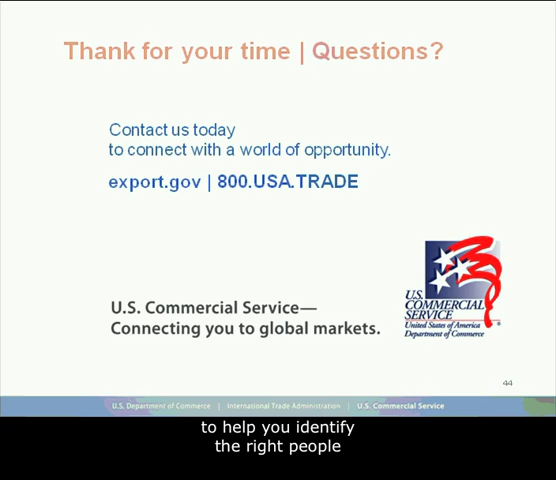 Thank for your time | Questions?
Contact us today
to connect with a world of opportunity.
export.gov | 800.USA.TRADE
U.S. Commercial Service—
Connecting you to global markets.
U.S.
COMMERCIAL
SERVICE
United States of America
Department of Commerce
44
U.S. Department of Commerce | International Trade Administration | U.S. Commercial Service
to help you identify
the right people